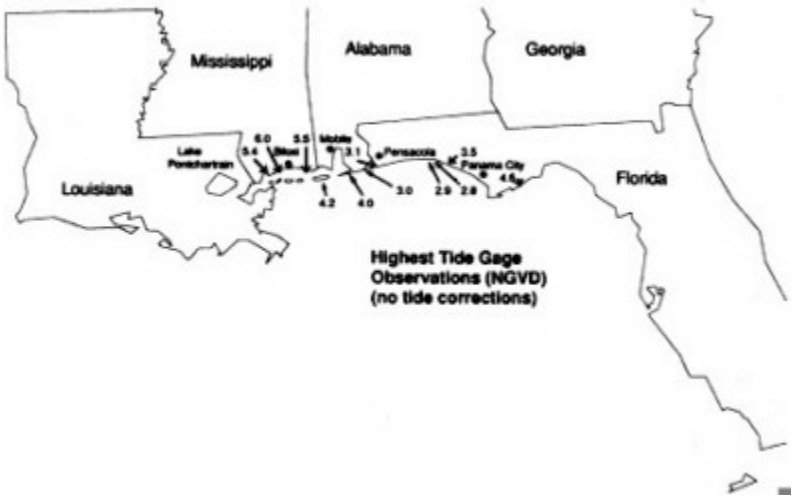 Mississippi
Alabama
Georgia
Louisiana
Florida
Lake
Pontchartrain
6.0
5.4
Biloxi
5.5
Mobile
3.1
Pensacola
3.5
Panama City
4.6
4.2
4.0
3.0
2.9
2.8
Highest Tide Gage
Observations (NGVD)
(no tide corrections)